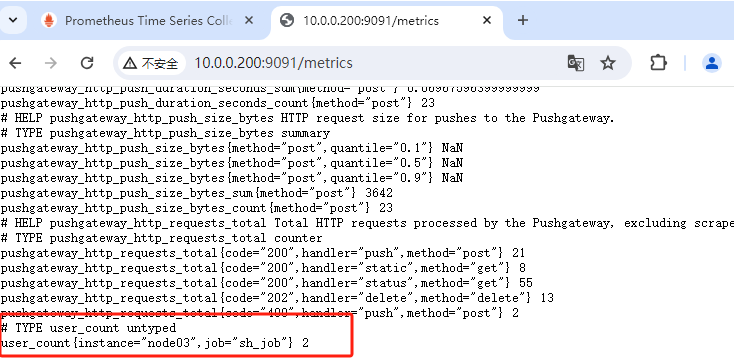 Prometheus Time Series Colle
10.0.0.200:9091/metrics
不安全
10.0.0.200:9091/metrics
pushgateway_http_push_duration_seconds_sum{method="post"}
pushgateway_http_push_duration_seconds_count{method="post"} 23
# HELP pushgateway_http_push_size_bytes HTTP request size for pushes to the Pushgateway.
# TYPE pushgateway_http_push_size_bytes summary
pushgateway_http_push_size_bytes{method="post",quantile="0.1"} NaN
pushgateway_http_push_size_bytes{method="post",quantile="0.5"} NaN
pushgateway_http_push_size_bytes{method="post",quantile="0.9"} NaN
pushgateway_http_push_size_bytes_sum{method="post"} 3642
pushgateway_http_push_size_bytes_count{method="post"} 23
# HELP pushgateway_http_requests_total Total HTTP requests processed by the Pushgateway, excluding scrape
# TYPE pushgateway_http_requests_total counter
pushgateway_http_requests_total{code="200",handler="push",method="post"} 21
pushgateway_http_requests_total{code="200",handler="static",method="get"} 8
pushgateway_http_requests_total{code="200",handler="status",method="get"} 55
pushgateway_http_requests_total{code="202",handler="delete",method="delete"} 13
pushgateway_http_requests_total{code="400",handler="push",method="post"} 2
# TYPE user_count untyped
user_count{instance="node03",job="sh_job"} 2